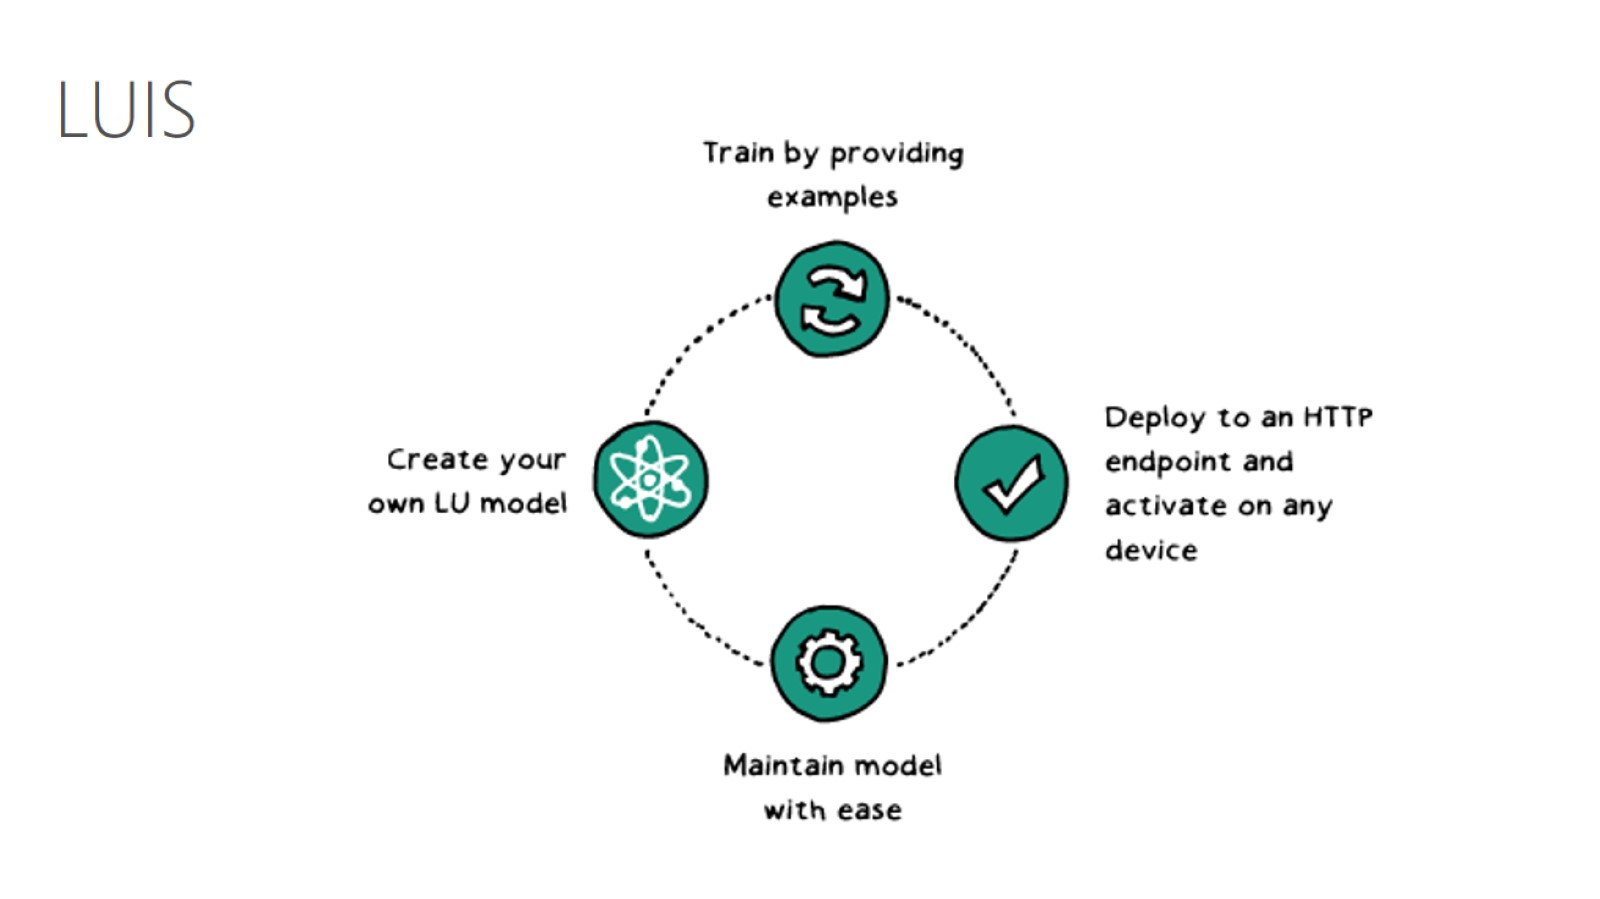 LUIS
Train by providing
examples
Create your
own LU model
Deploy to an HTTP
endpoint and
activate on any
device
Maintain model
with ease